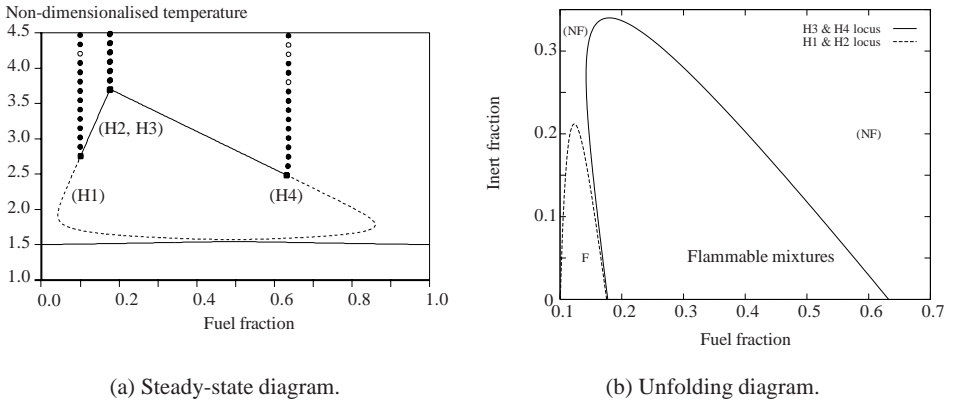 Non-dimensionalised temperature
4.5
4.0
3.5
3.0
2.5
2.0
1.5
1.0
(H2, H3)
(H1)
(H4)
0.0 0.2 0.4 0.6 0.8 1.0
Fuel fraction
(a) Steady-state diagram.
Inert fraction
0.3
0.2
0.1
0
(NF)
H3 & H4 locus
H1 & H2 locus
(NF)
F
Flammable mixtures
0.1 0.2 0.3 0.4 0.5 0.6 0.7
Fuel fraction
(b) Unfolding diagram.